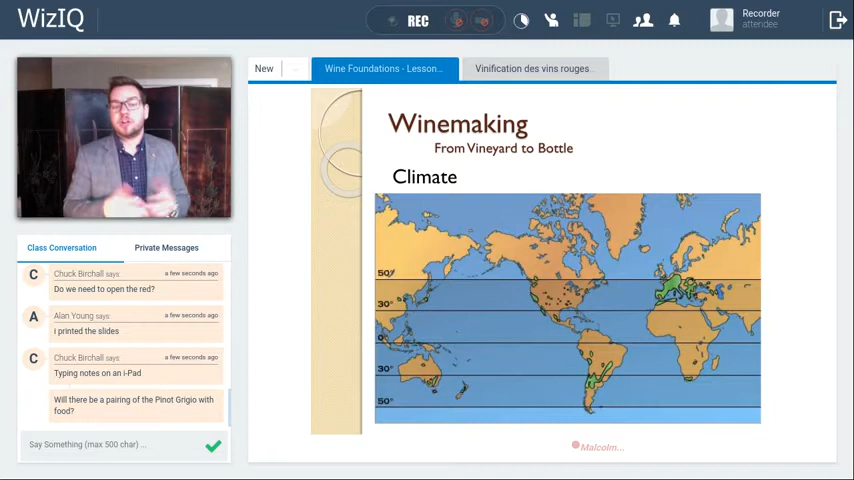 WizIQ
REC
Recorder
attendee
New
Wine Foundations - Lesson...
Vinification des vins rouges...
Winemaking
From Vineyard to Bottle
Climate
50°
30°
0°
30°
50°
Malcolm...
Class Conversation
Private Messages
C
Chuck Birchall says:
a few seconds ago
Do we need to open the red?
A
Alan Young says:
a few seconds ago
i printed the slides
C
Chuck Birchall says:
a few seconds ago
Typing notes on an i-Pad
Will there be a pairing of the Pinot Grigio with
food?
Say Something (max 500 char) ...